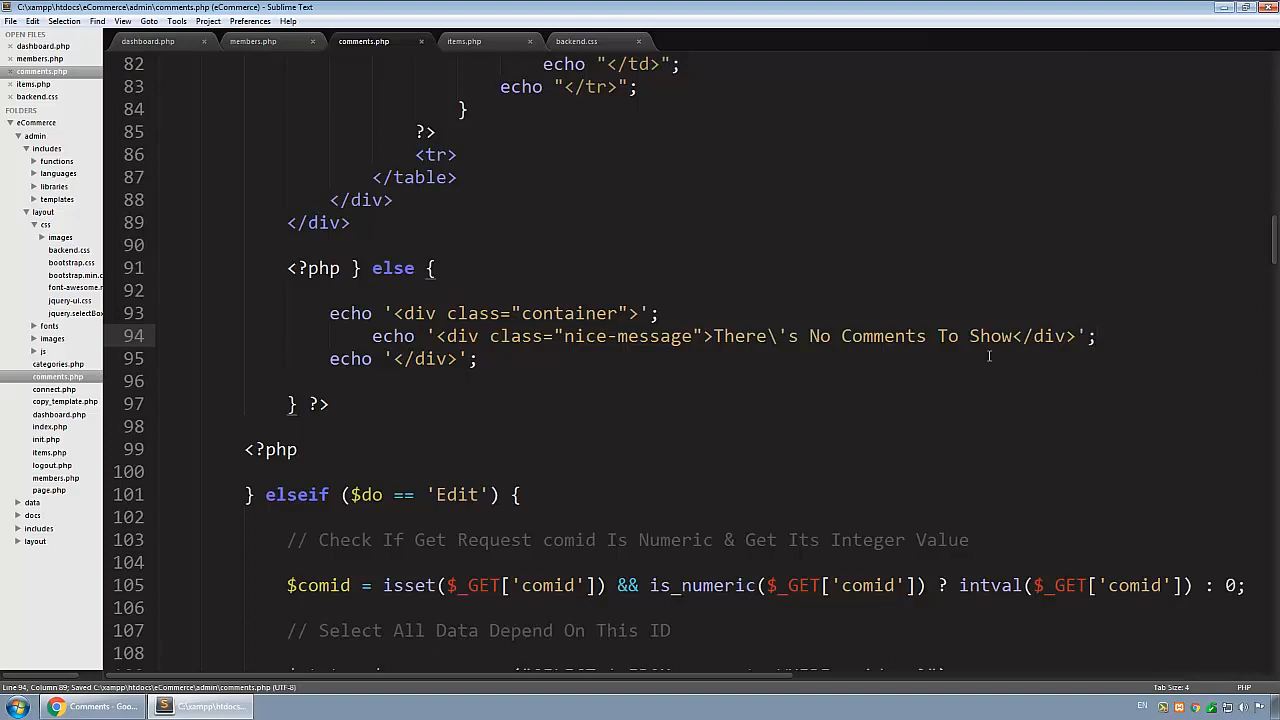 C:\xampp\htdocs\eCommerce\admin\comments.php (eCommerce) - Sublime Text
File Edit Selection Find View Goto Tools Project Preferences Help
OPEN FILES
dashboard.php
members.php
comments.php
items.php
backend.css
FOLDERS
eCommerce
admin
includes
functions
languages
libraries
templates
layout
css
images
backend.css
bootstrap.css
bootstrap.min.c
font-awesome.m
jquery-ui.css
jquery.selectBox
fonts
images
js
categories.php
comments.php
connect.php
copy_template.php
dashboard.php
index.php
init.php
items.php
logout.php
members.php
page.php
data
docs
includes
layout
dashboard.php members.php comments.php items.php backend.css
82 echo "</td>";
83 echo "</tr>";
84 }
85 ?>
86 <tr>
87 </table>
88 </div>
89 </div>
90
91 <?php } else {
92
93 echo '<div class="container">';
94 echo '<div class="nice-message">There\'s No Comments To Show</div>';
95 echo '</div>';
96
97 } ?>
98
99 <?php
100
101 } elseif ($do == 'Edit') {
102
103 // Check If Get Request comid Is Numeric & Get Its Integer Value
104
105 $comid = isset($_GET['comid']) && is_numeric($_GET['comid']) ? intval($_GET['comid']) : 0;
106
107 // Select All Data Depend On This ID
108
Line 94, Column 89; Saved C:\xampp\htdocs\eCommerce\admin\comments.php (UTF-8) Tab Size: 4 PHP
Comments - Goo... C:\xampp\htdocs... EN